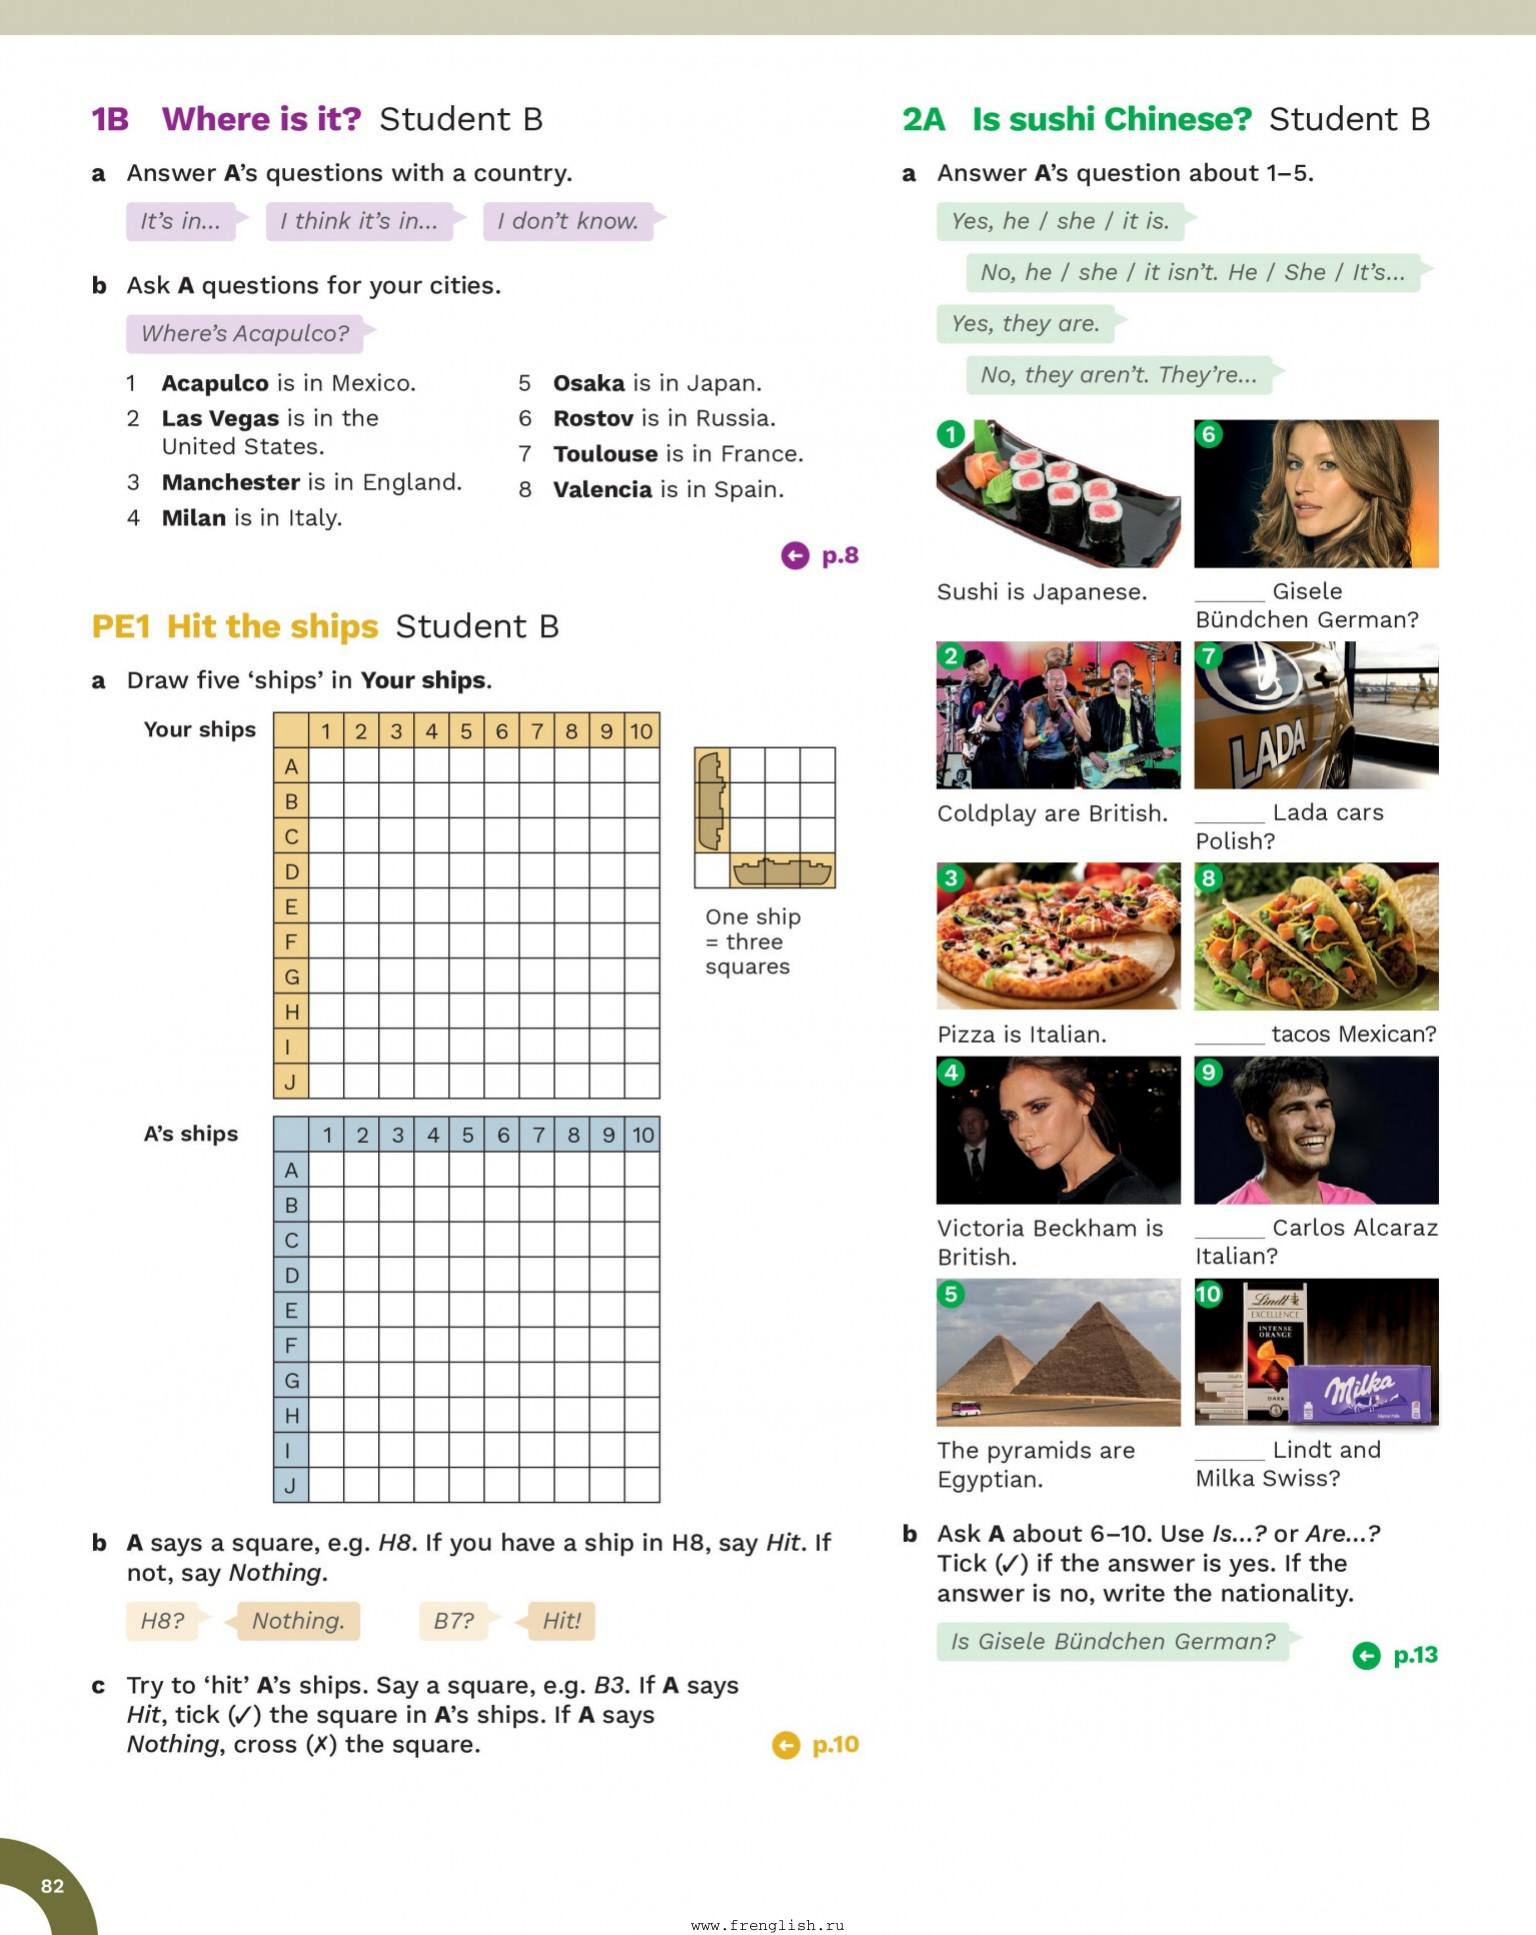 1B Where is it? Student B
a Answer A's questions with a country.
It's in...
I think it's in...
I don't know.
b Ask A questions for your cities.
Where's Acapulco?
1 Acapulco is in Mexico.
2 Las Vegas is in the
United States.
3 Manchester is in England.
4 Milan is in Italy.
5 Osaka is in Japan.
6 Rostov is in Russia.
7 Toulouse is in France.
8 Valencia is in Spain.
p.8
PE1 Hit the ships Student B
a Draw five ‘ships’ in Your ships.
Your ships
1 2 3 4 5 6 7 8 9 10
A
B
C
D
E
F
G
H
I
J
One ship
= three
squares
A's ships
1 2 3 4 5 6 7 8 9 10
A
B
C
D
E
F
G
H
I
J
b A says a square, e.g. H8. If you have a ship in H8, say Hit. If
not, say Nothing.
H8?
Nothing.
B7?
Hit!
c Try to ‘hit’ A's ships. Say a square, e.g. B3. If A says
Hit, tick (✓) the square in A's ships. If A says
Nothing, cross (✗) the square.
p.10
2A Is sushi Chinese? Student B
a Answer A's question about 1–5.
Yes, he / she / it is.
No, he / she / it isn't. He / She / It's...
Yes, they are.
No, they aren't. They're...
1
Sushi is Japanese.
6
______ Gisele
Bündchen German?
2
Coldplay are British.
7
LADA
______ Lada cars
Polish?
3
Pizza is Italian.
8
______ tacos Mexican?
4
Victoria Beckham is
British.
9
______ Carlos Alcaraz
Italian?
5
The pyramids are
Egyptian.
10
Lindt
EXCELLENCE
INTENSE
ORANGE
DARK
Milka
______ Lindt and
Milka Swiss?
b Ask A about 6–10. Use Is...? or Are...?
Tick (✓) if the answer is yes. If the
answer is no, write the nationality.
Is Gisele Bündchen German?
p.13
82
www.frenglish.ru